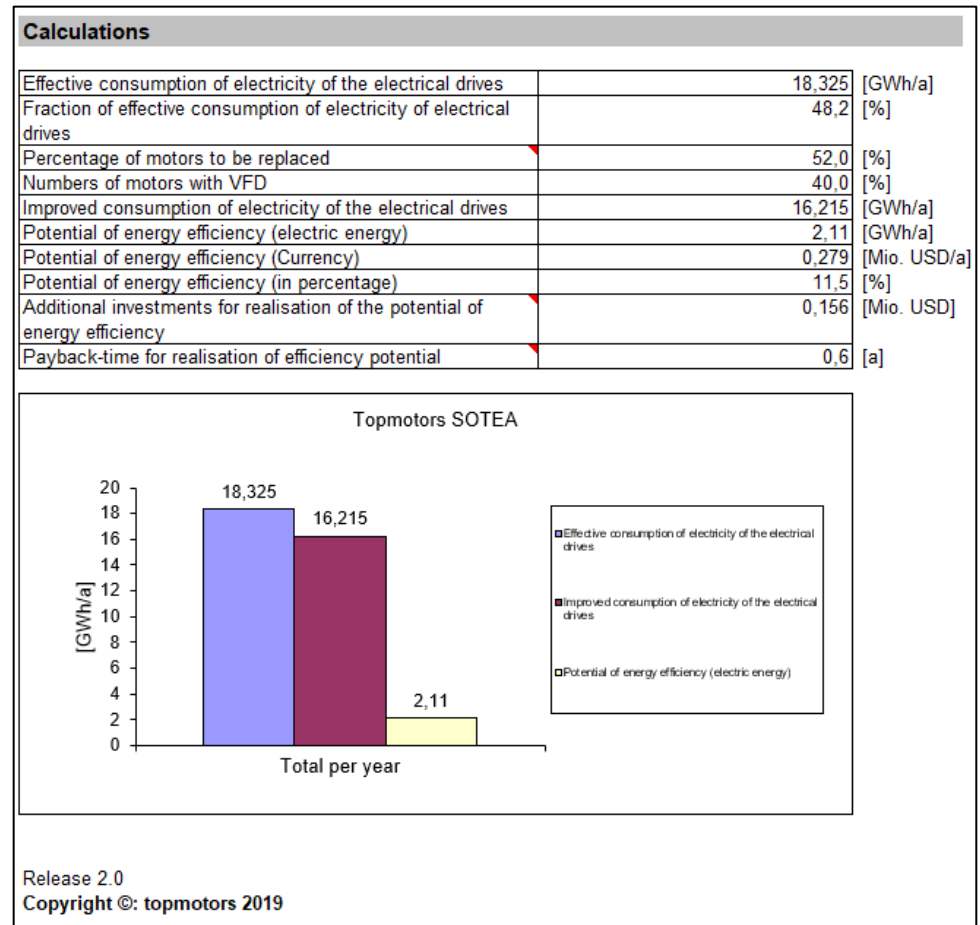 Calculations
Effective consumption of electricity of the electrical drives 18,325 [GWh/a]
Fraction of effective consumption of electricity of electrical 48,2 [%]
drives
Percentage of motors to be replaced 52,0 [%]
Numbers of motors with VFD 40,0 [%]
Improved consumption of electricity of the electrical drives 16,215 [GWh/a]
Potential of energy efficiency (electric energy) 2,11 [GWh/a]
Potential of energy efficiency (Currency) 0,279 [Mio. USD/a]
Potential of energy efficiency (in percentage) 11,5 [%]
Additional investments for realisation of the potential of 0,156 [Mio. USD]
energy efficiency
Payback-time for realisation of efficiency potential 0,6 [a]
Topmotors SOTEA
[GWh/a]
20
18
16
14
12
10
8
6
4
2
0
18,325
16,215
2,11
Total per year
Effective consumption of electricity of the electrical
drives
Improved consumption of electricity of the electrical
drives
Potential of energy efficiency (electric energy)
Release 2.0
Copyright ©: topmotors 2019